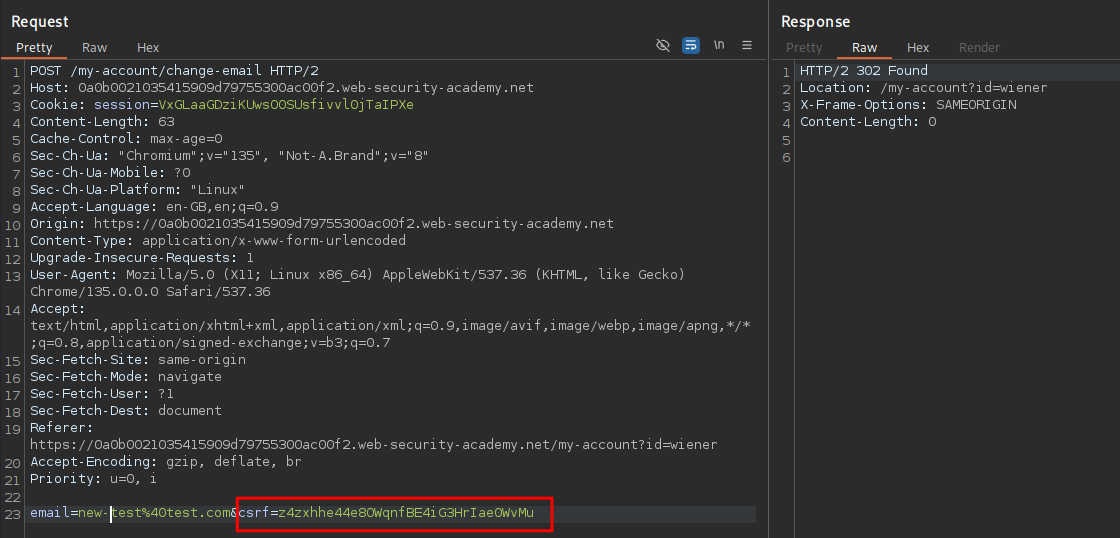 Request
Response
Pretty Raw Hex
\n
Pretty Raw Hex Render
1 POST /my-account/change-email HTTP/2
2 Host: 0a0b0021035415909d79755300ac00f2.web-security-academy.net
3 Cookie: session=VxGLaaGDziKUwsOOSUsfivvlOjTaIPXe
4 Content-Length: 63
5 Cache-Control: max-age=0
6 Sec-Ch-Ua: "Chromium";v="135", "Not-A.Brand";v="8"
7 Sec-Ch-Ua-Mobile: ?0
8 Sec-Ch-Ua-Platform: "Linux"
9 Accept-Language: en-GB,en;q=0.9
10 Origin: https://0a0b0021035415909d79755300ac00f2.web-security-academy.net
11 Content-Type: application/x-www-form-urlencoded
12 Upgrade-Insecure-Requests: 1
13 User-Agent: Mozilla/5.0 (X11; Linux x86_64) AppleWebKit/537.36 (KHTML, like Gecko)
Chrome/135.0.0.0 Safari/537.36
14 Accept:
text/html,application/xhtml+xml,application/xml;q=0.9,image/avif,image/webp,image/apng,*/*
;q=0.8,application/signed-exchange;v=b3;q=0.7
15 Sec-Fetch-Site: same-origin
16 Sec-Fetch-Mode: navigate
17 Sec-Fetch-User: ?1
18 Sec-Fetch-Dest: document
19 Referer:
https://0a0b0021035415909d79755300ac00f2.web-security-academy.net/my-account?id=wiener
20 Accept-Encoding: gzip, deflate, br
21 Priority: u=0, i
22
23 email=new-test%40test.com&csrf=z4zxhhe44e8OWqnfBE4iG3HrIaeOWvMu
1 HTTP/2 302 Found
2 Location: /my-account?id=wiener
3 X-Frame-Options: SAMEORIGIN
4 Content-Length: 0
5
6